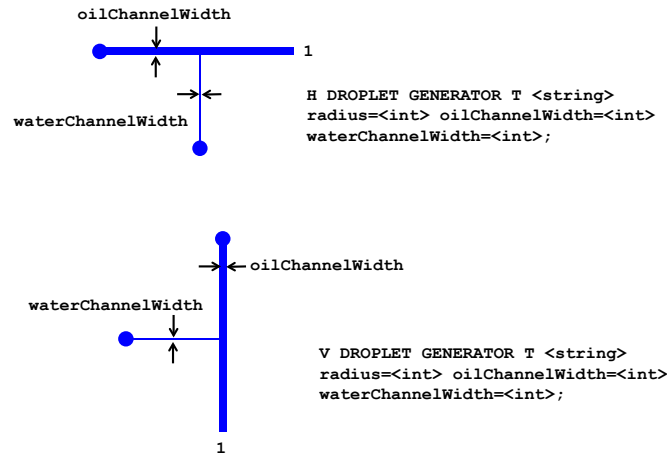 oilChannelWidth
1
waterChannelWidth
H DROPLET GENERATOR T <string>
radius=<int> oilChannelWidth=<int>
waterChannelWidth=<int>;
oilChannelWidth
waterChannelWidth
V DROPLET GENERATOR T <string>
radius=<int> oilChannelWidth=<int>
waterChannelWidth=<int>;
1